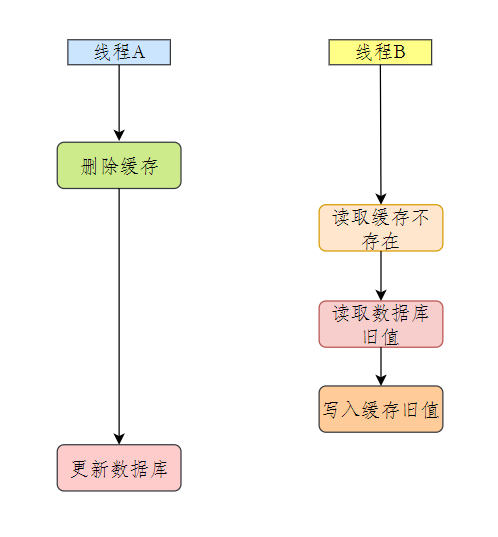 线程A
线程B
删除缓存
读取缓存不
存在
读取数据库
旧值
写入缓存旧值
更新数据库